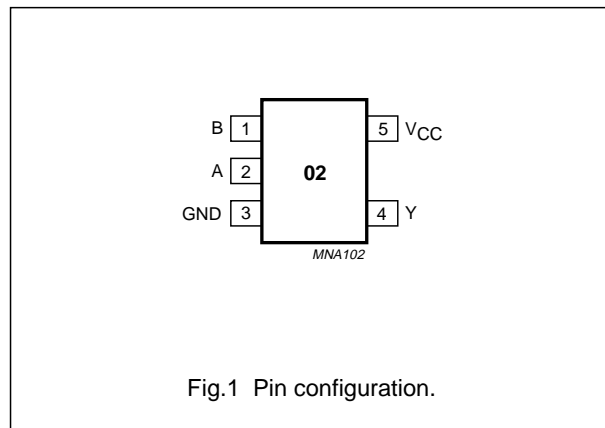 B 1 5 VCC
A 2 02
GND 3 4 Y
MNA102
Fig.1 Pin configuration.